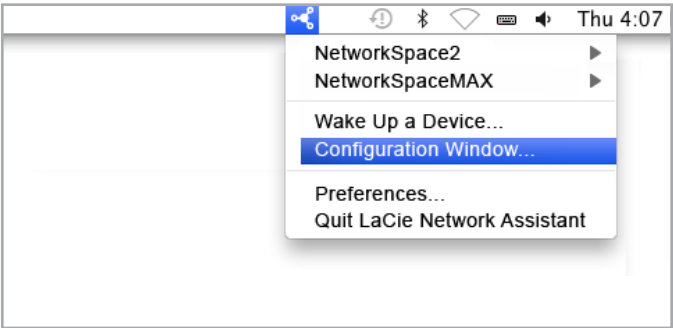 Thu 4:07
NetworkSpace2
NetworkSpaceMAX
Wake Up a Device...
Configuration Window...
Preferences...
Quit LaCie Network Assistant